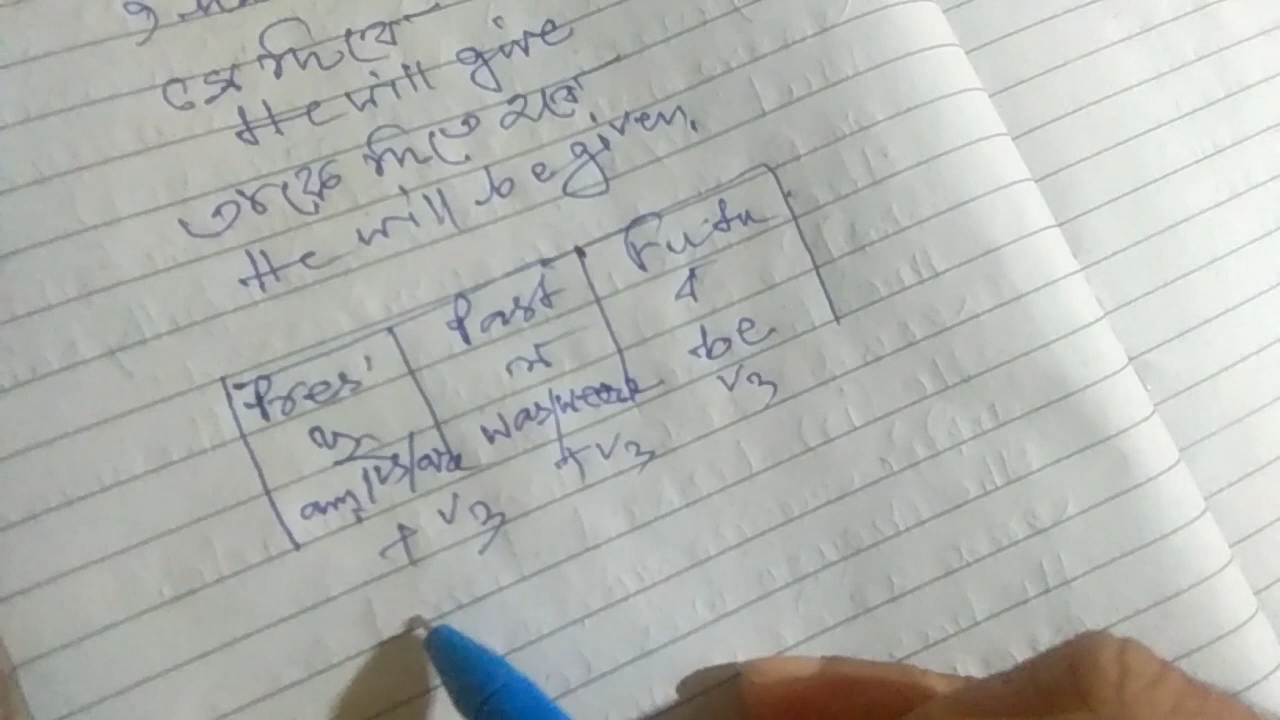 সে দিবে
He will give
তাকে দিতে হবে
He will be given.
Pres' Past Futu
am/is/are was/were be
+ V3 + V3 V3